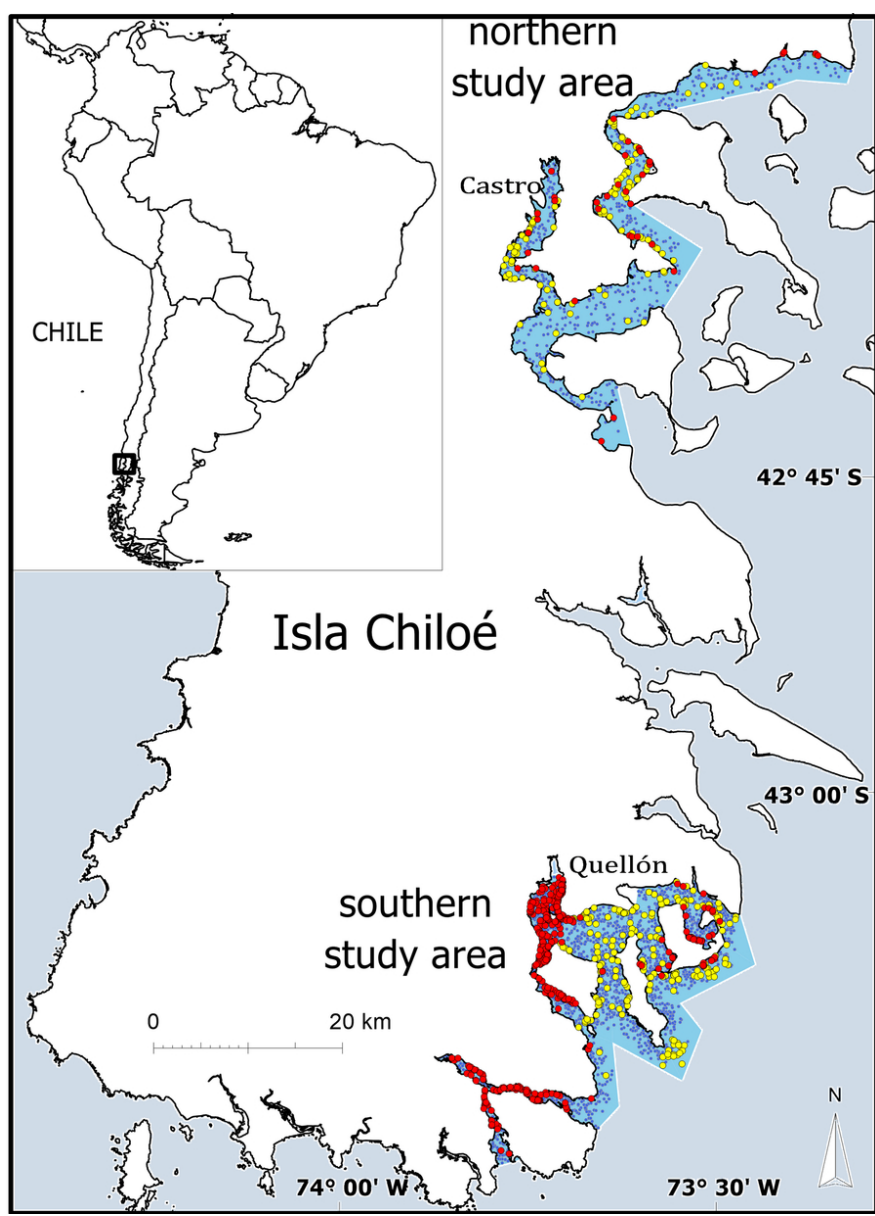 northern
study area
Castro
CHILE
42° 45' S
Isla Chiloé
43° 00' S
Quellón
southern
study area
0 20 km
N
74° 00' W 73° 30' W